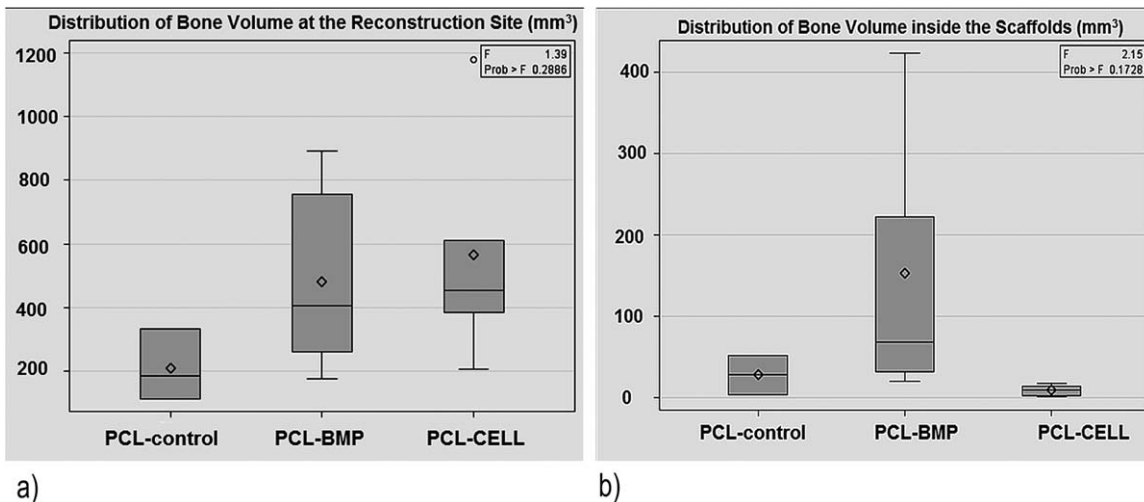 Distribution of Bone Volume at the Reconstruction Site (mm³)
F 1.39
Prob > F 0.2886
1200
1000
800
600
400
200
PCL-control PCL-BMP PCL-CELL
a)
Distribution of Bone Volume inside the Scaffolds (mm³)
F 2.15
Prob > F 0.1728
400
300
200
100
0
PCL-control PCL-BMP PCL-CELL
b)